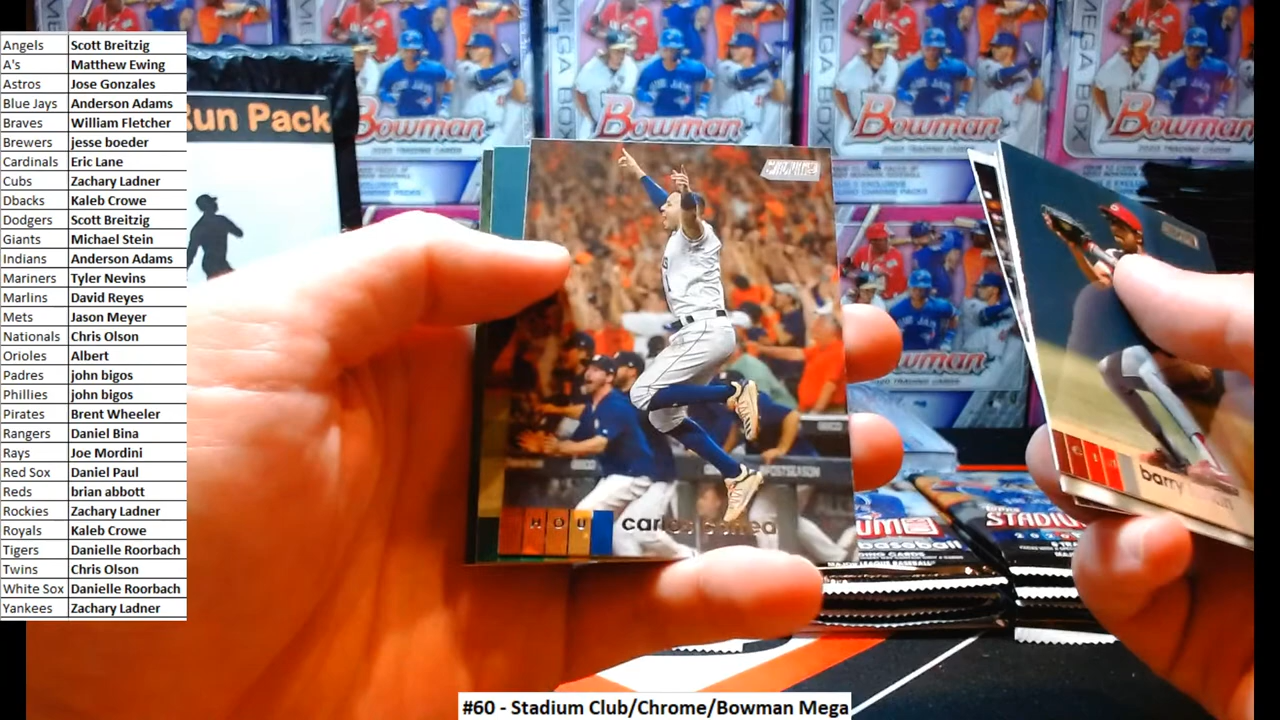 Angels Scott Breitzig
A's Matthew Ewing
Astros Jose Gonzales
Blue Jays Anderson Adams
Braves William Fletcher
Brewers jesse boeder
Cardinals Eric Lane
Cubs Zachary Ladner
Dbacks Kaleb Crowe
Dodgers Scott Breitzig
Giants Michael Stein
Indians Anderson Adams
Mariners Tyler Nevins
Marlins David Reyes
Mets Jason Meyer
Nationals Chris Olson
Orioles Albert
Padres john bigos
Phillies john bigos
Pirates Brent Wheeler
Rangers Daniel Bina
Rays Joe Mordini
Red Sox Daniel Paul
Reds brian abbott
Rockies Zachary Ladner
Royals Kaleb Crowe
Tigers Danielle Roorbach
Twins Chris Olson
White Sox Danielle Roorbach
Yankees Zachary Ladner
Run Pack
MEGA BOX
Bowman
Bowman
Bowman
Bowman
HOU carlos correa
CIN barry
STADIUM
baseball
#60 - Stadium Club/Chrome/Bowman Mega